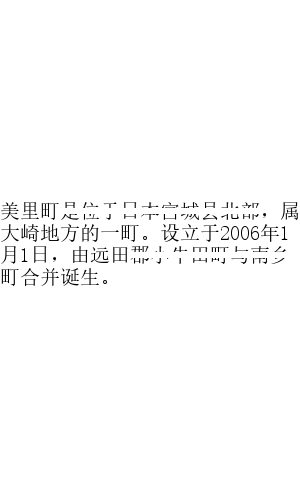 美里町是位于日本宫城县北部，属
大崎地方的一町。设立于2006年1
月1日，由远田郡小牛田町与南乡
町合并诞生。